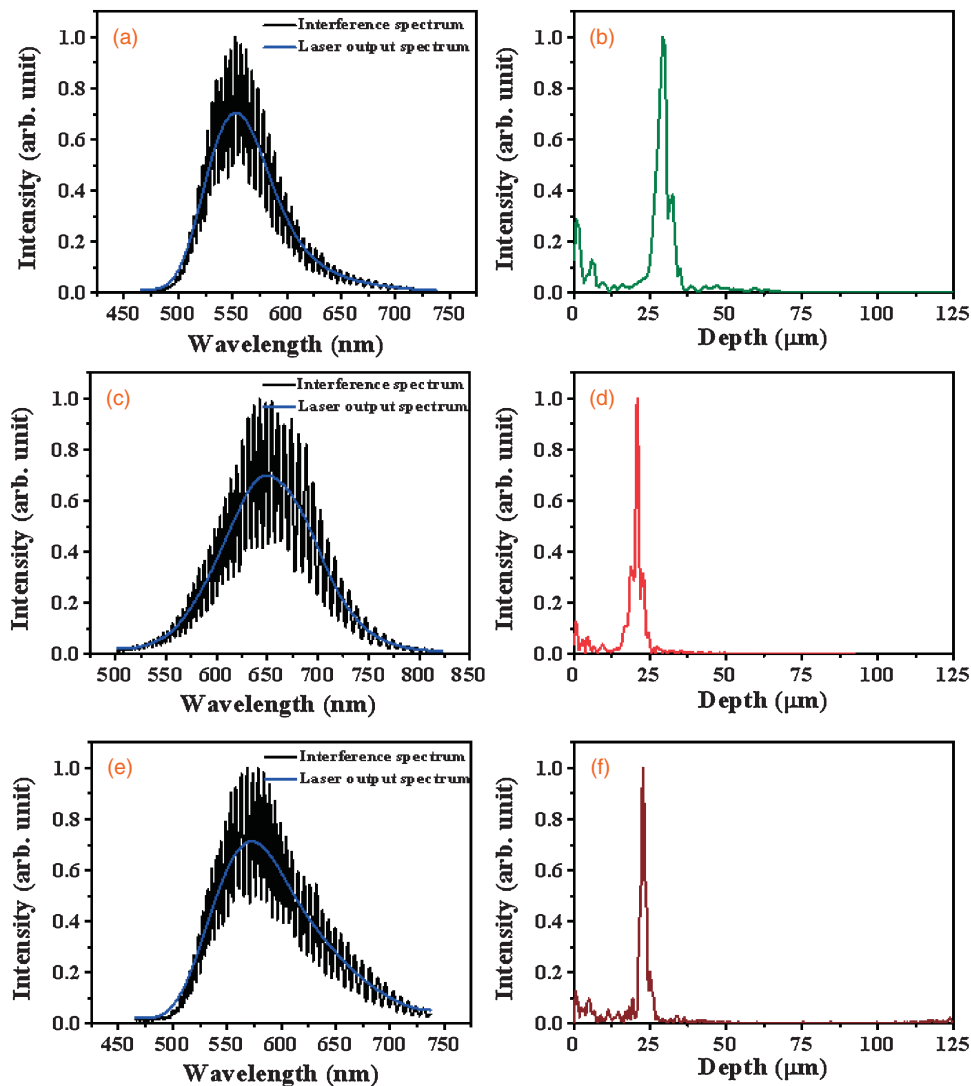 (a)
Interference spectrum
Laser output spectrum
Intensity (arb. unit)
1.0
0.8
0.6
0.4
0.2
0.0
450 500 550 600 650 700 750
Wavelength (nm)
(b)
Intensity (arb. unit)
1.0
0.8
0.6
0.4
0.2
0.0
0 25 50 75 100 125
Depth (μm)
(c)
Interference spectrum
Laser output spectrum
Intensity (arb. unit)
1.0
0.8
0.6
0.4
0.2
0.0
500 550 600 650 700 750 800 850
Wavelength (nm)
(d)
Intensity (arb. unit)
1.0
0.8
0.6
0.4
0.2
0.0
0 25 50 75 100 125
Depth (μm)
(e)
Interference spectrum
Laser output spectrum
Intensity (arb. unit)
1.0
0.8
0.6
0.4
0.2
0.0
450 500 550 600 650 700 750
Wavelength (nm)
(f)
Intensity (arb. unit)
1.0
0.8
0.6
0.4
0.2
0.0
0 25 50 75 100 125
Depth (μm)